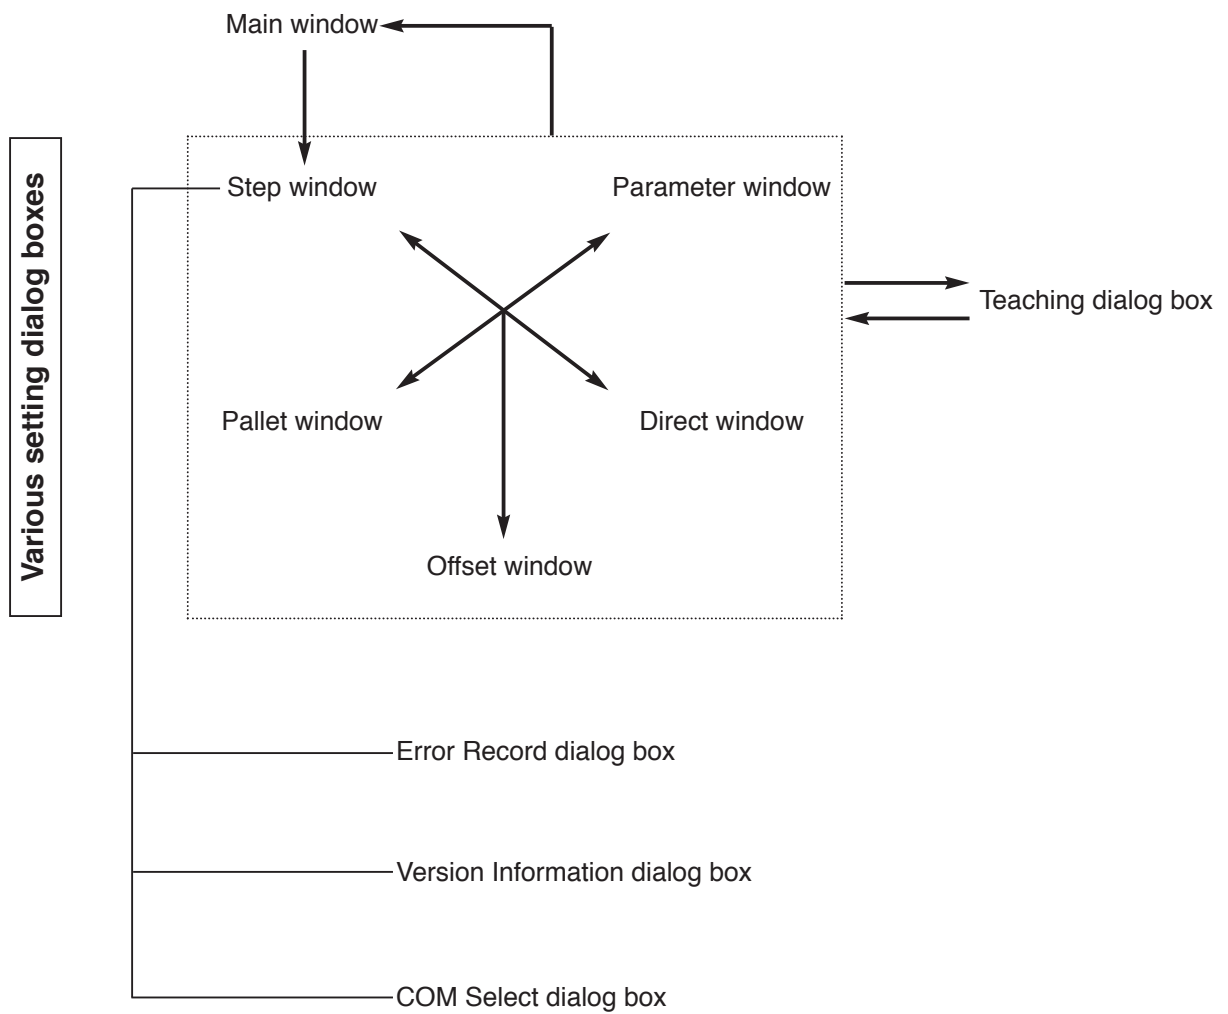 Main window
Various setting dialog boxes
Step window
Parameter window
Teaching dialog box
Pallet window
Direct window
Offset window
Error Record dialog box
Version Information dialog box
COM Select dialog box